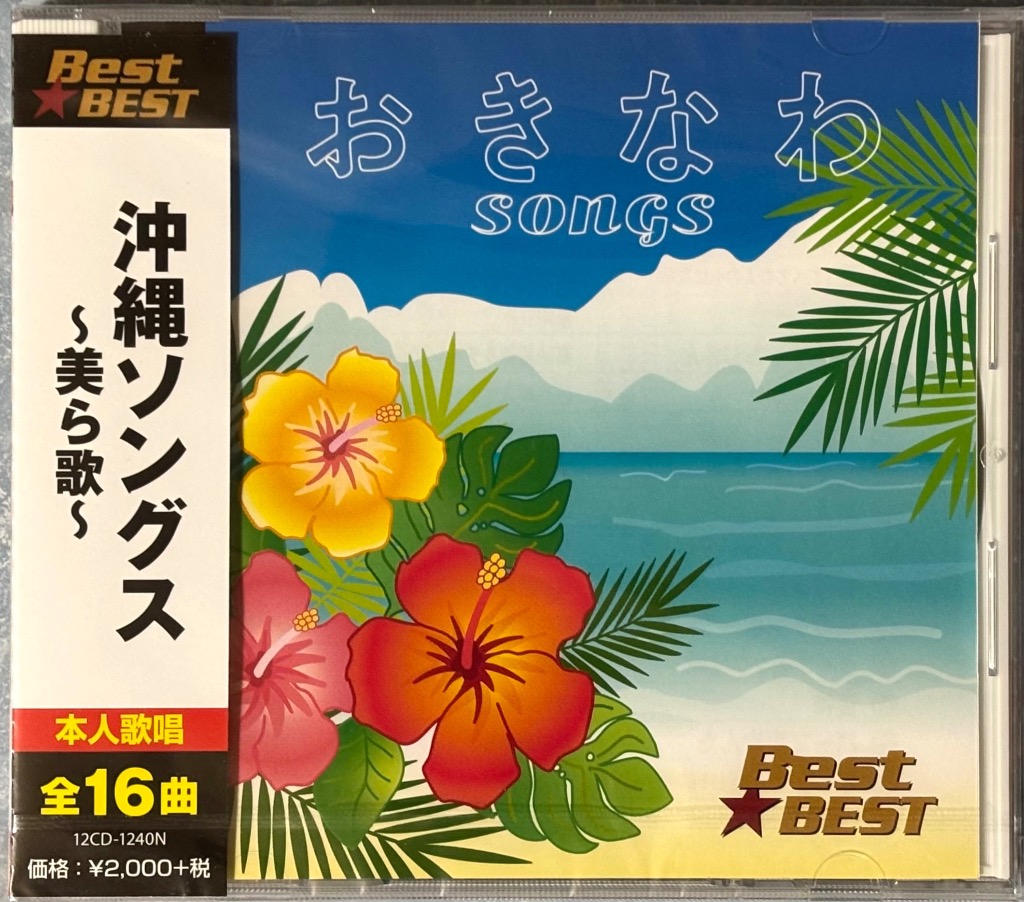 Best
★BEST
沖縄ソングス
〜美ら歌〜
本人歌唱
全16曲
12CD-1240N
価格：¥2,000+税
おきなわ
songs
Best
★BEST